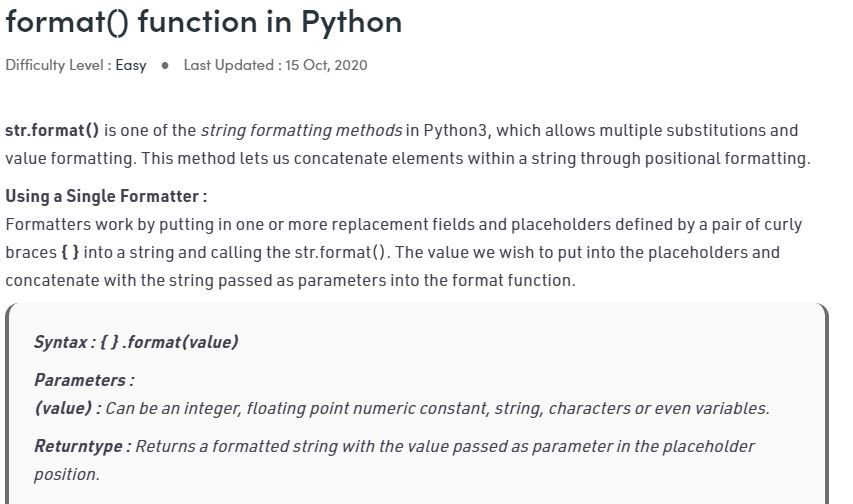 format() function in Python
Difficulty Level : Easy ● Last Updated : 15 Oct, 2020
str.format() is one of the string formatting methods in Python3, which allows multiple substitutions and
value formatting. This method lets us concatenate elements within a string through positional formatting.
Using a Single Formatter :
Formatters work by putting in one or more replacement fields and placeholders defined by a pair of curly
braces { } into a string and calling the str.format(). The value we wish to put into the placeholders and
concatenate with the string passed as parameters into the format function.
Syntax : { } .format(value)
Parameters :
(value) : Can be an integer, floating point numeric constant, string, characters or even variables.
Returntype : Returns a formatted string with the value passed as parameter in the placeholder
position.